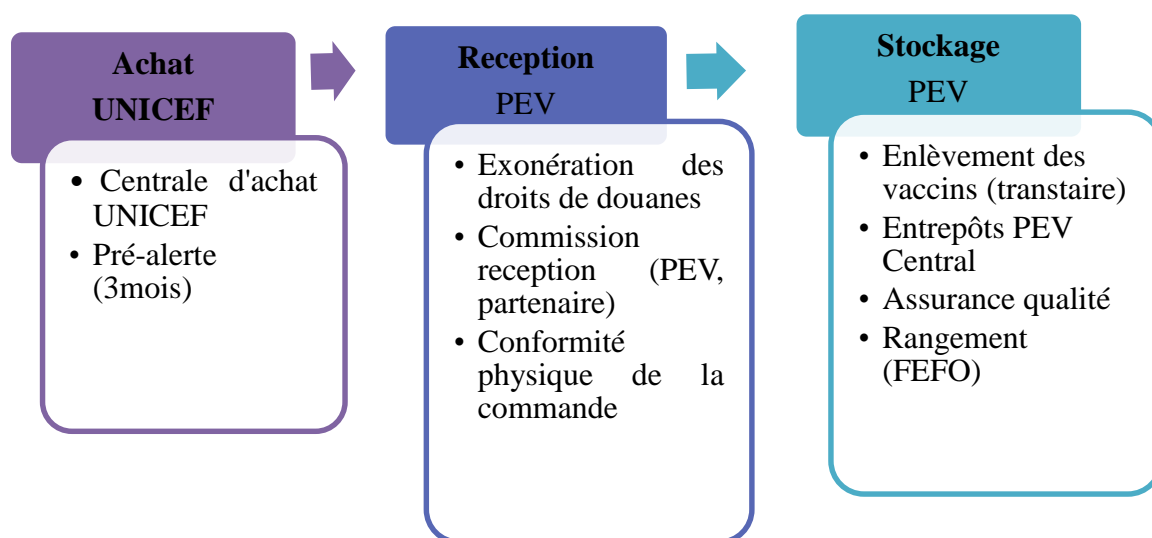 Achat
UNICEF
• Centrale d'achat
UNICEF
• Pré-alerte
(3mois)
Reception
PEV
• Exonération des
droits de douanes
• Commission
reception (PEV,
partenaire)
• Conformité
physique de la
commande
Stockage
PEV
• Enlèvement des
vaccins (transtaire)
• Entrepôts PEV
Central
• Assurance qualité
• Rangement
(FEFO)